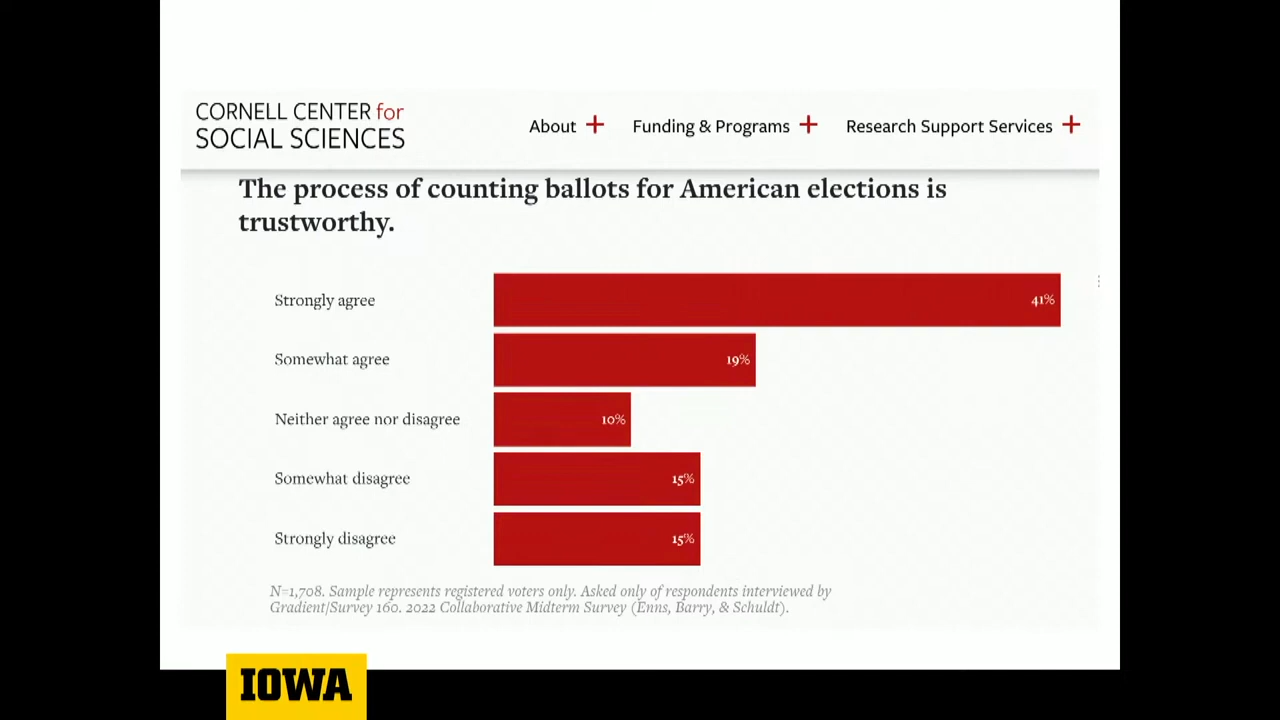 CORNELL CENTER for
SOCIAL SCIENCES
About +
Funding & Programs +
Research Support Services +
The process of counting ballots for American elections is
trustworthy.
Strongly agree 41%
Somewhat agree 19%
Neither agree nor disagree 10%
Somewhat disagree 15%
Strongly disagree 15%
N=1,708. Sample represents registered voters only. Asked only of respondents interviewed by
Gradient/Survey 160. 2022 Collaborative Midterm Survey (Enns, Barry, & Schuldt).
IOWA